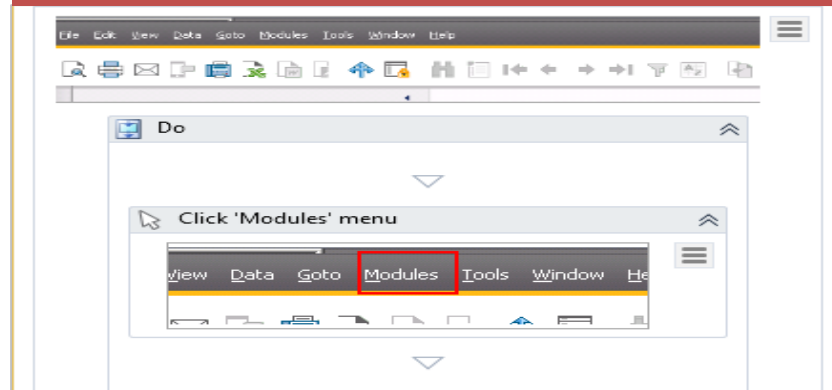 File Edit View Data Goto Modules Tools Window Help
Do
Click 'Modules' menu
View Data Goto Modules Tools Window He